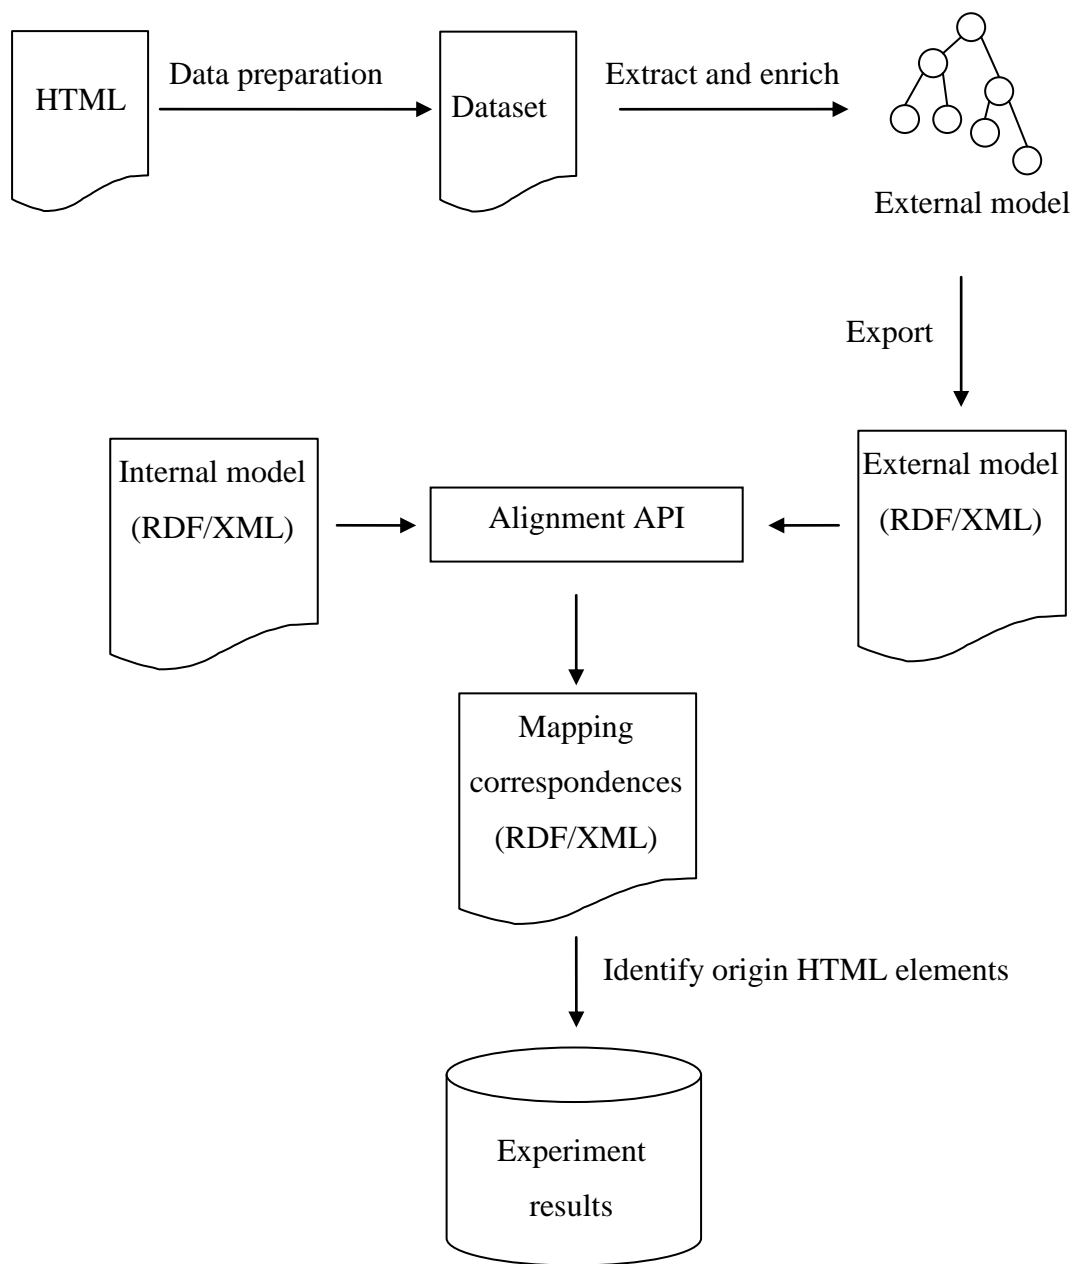 HTML
Data preparation
Dataset
Extract and enrich
External model
Export
Internal model
(RDF/XML)
Alignment API
External model
(RDF/XML)
Mapping
correspondences
(RDF/XML)
Identify origin HTML elements
Experiment
results